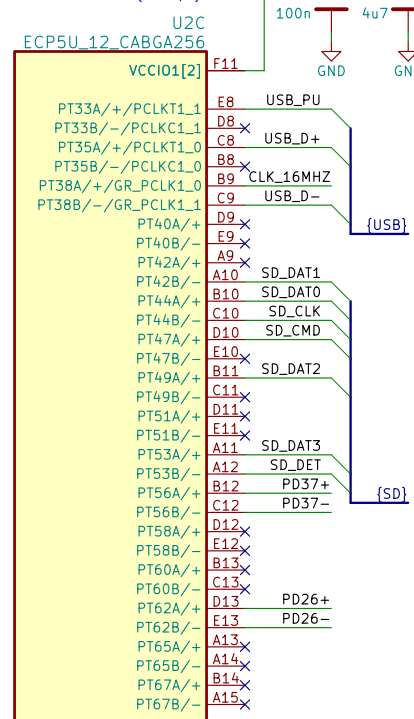 U2C
100n
4u7
ECP5U_12_CABGA256
VCCIO1[2] F11
GND
PT33A/+/PCLKT1_1 E8 USB_PU
PT33B/-/PCLKC1_1 D8
PT35A/+/PCLKT1_0 C8 USB_D+
PT35B/-/PCLKC1_0 B8
PT38A/+/GR_PCLK1_0 B9 CLK_16MHZ
PT38B/-/GR_PCLK1_1 C9 USB_D-
PT40A/+ D9
{USB}
PT40B/- E9
PT42A/+ A9
PT42B/- A10 SD_DAT1
PT44A/+ B10 SD_DAT0
PT44B/- C10 SD_CLK
PT47A/+ D10 SD_CMD
PT47B/- E10
PT49A/+ B11 SD_DAT2
PT49B/- C11
PT51A/+ D11
PT51B/- E11
PT53A/+ A11 SD_DAT3
PT53B/- A12 SD_DET
PT56A/+ B12 PD37+
{SD}
PT56B/- C12 PD37-
PT58A/+ D12
PT58B/- E12
PT60A/+ B13
PT60B/- C13
PT62A/+ D13 PD26+
PT62B/- E13 PD26-
PT65A/+ A13
PT65B/- A14
PT67A/+ B14
PT67B/- A15